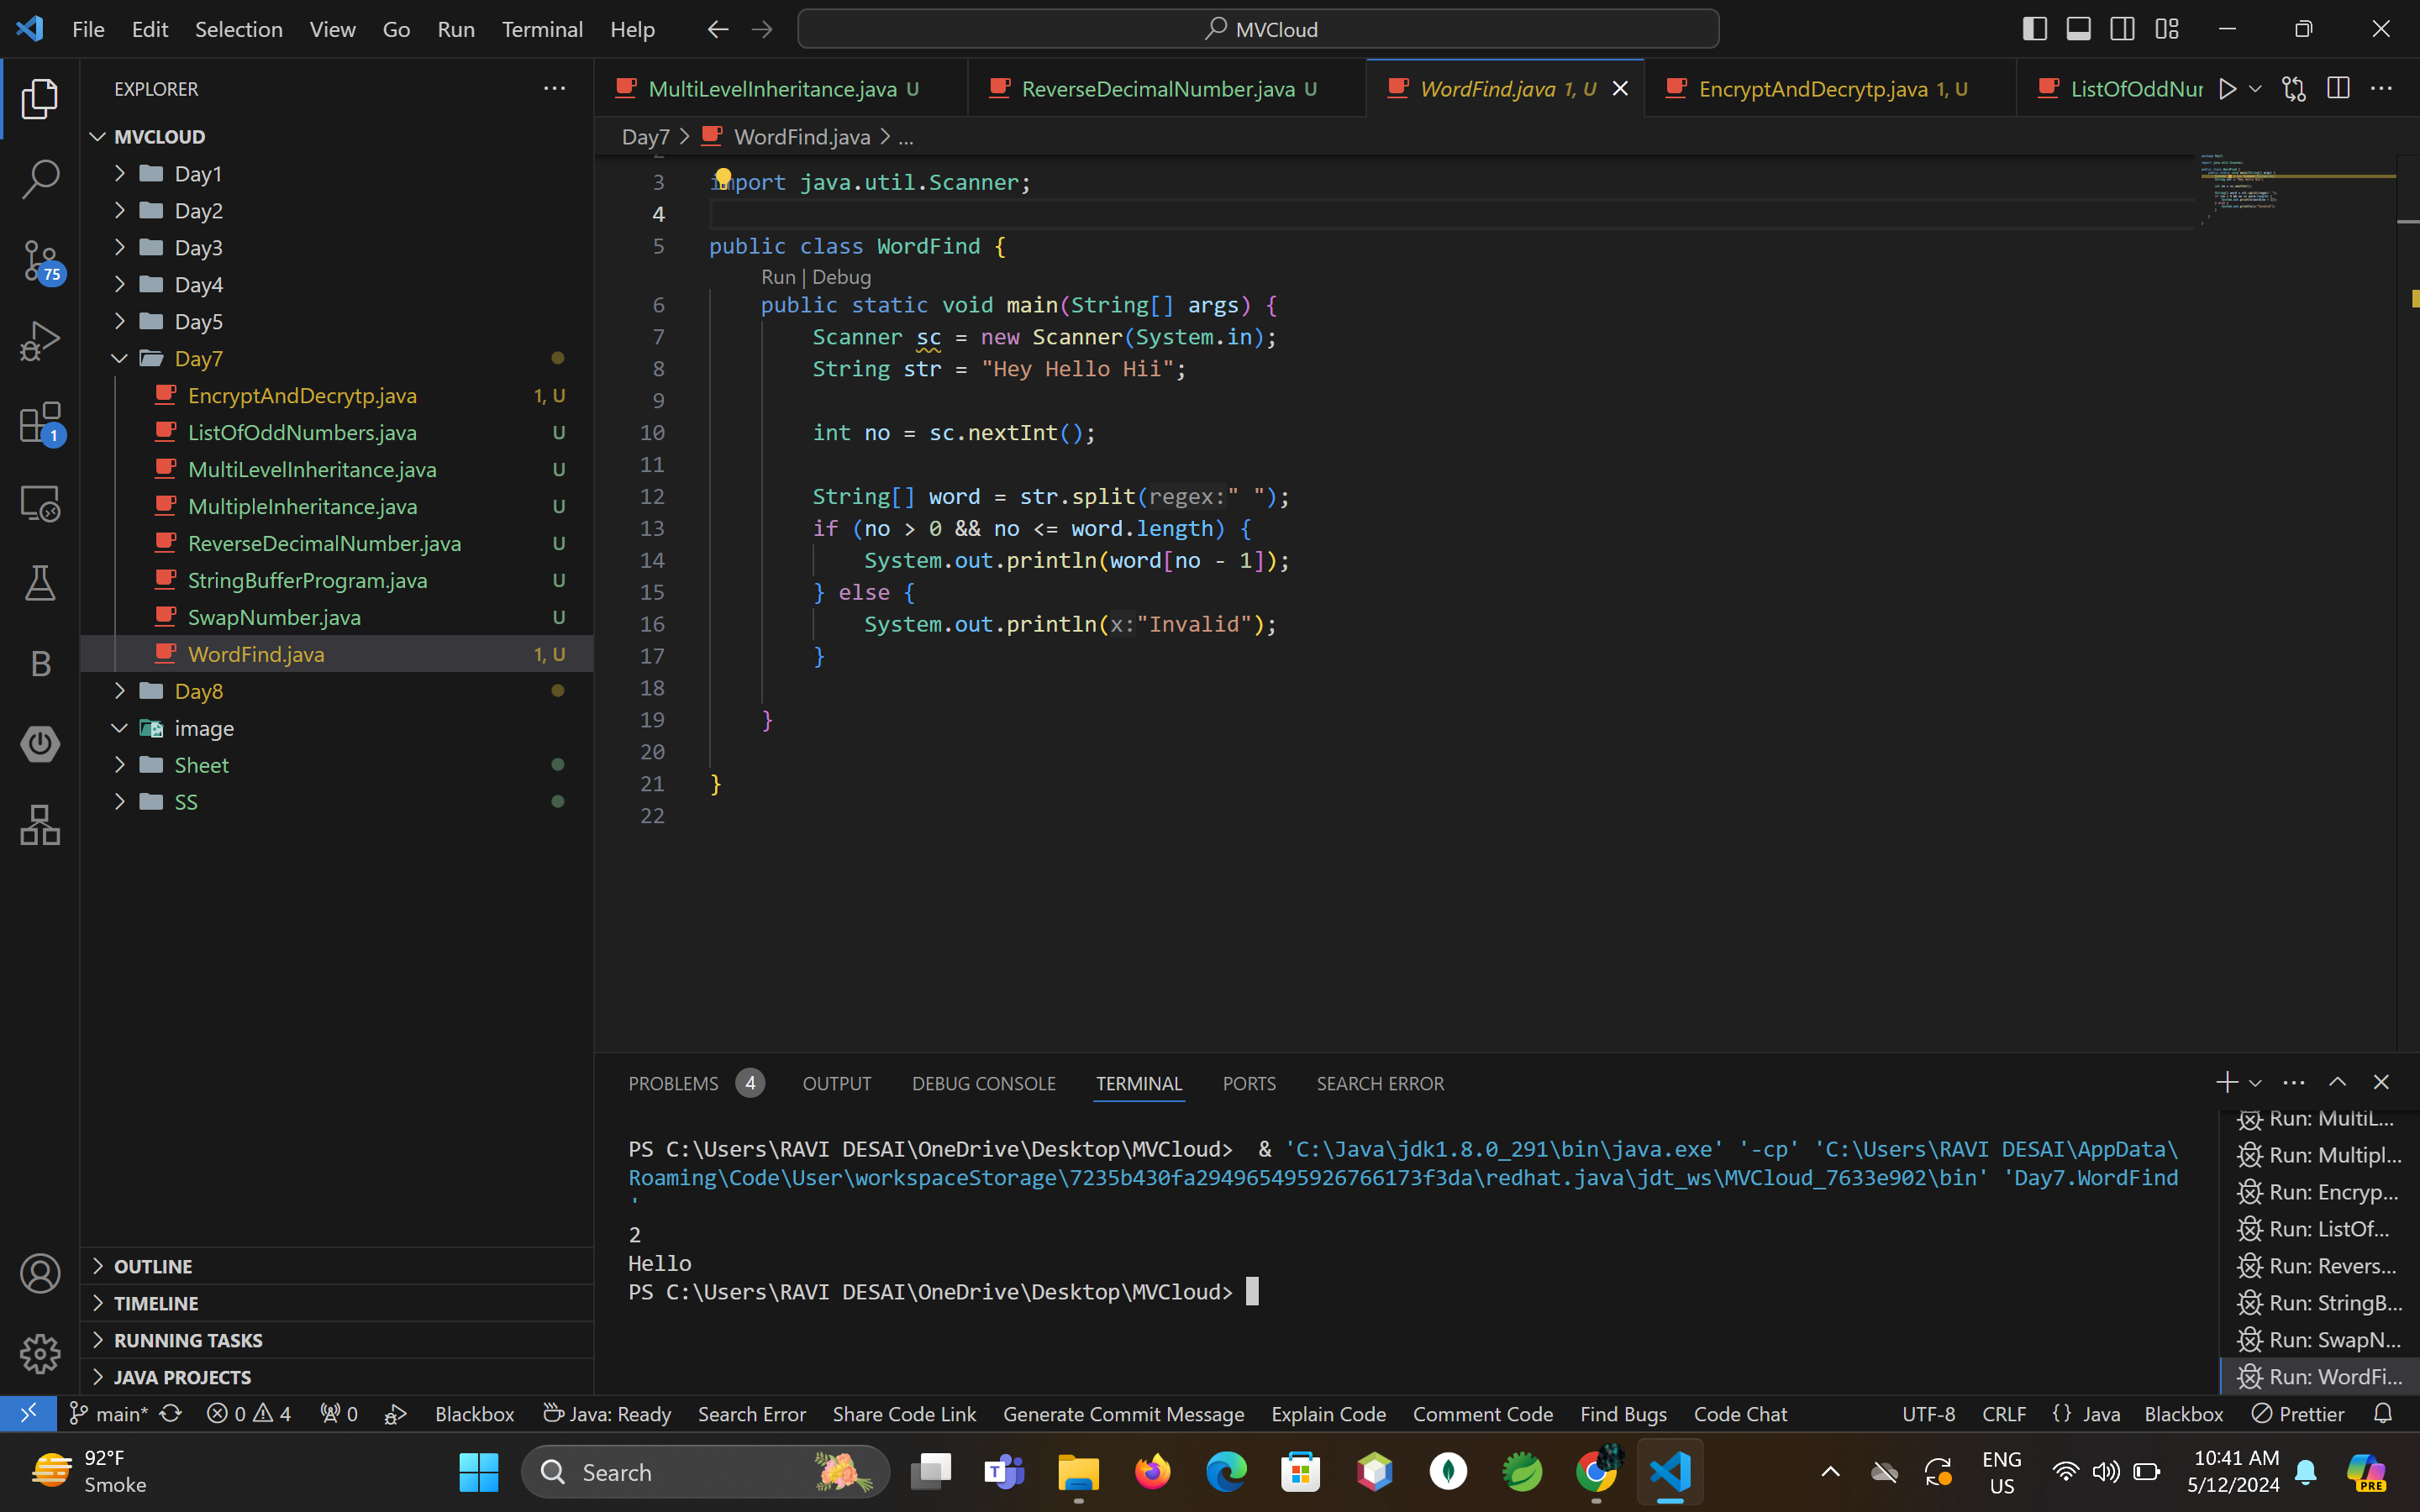 File Edit Selection View Go Run Terminal Help MVCloud
EXPLORER
MVCLOUD
Day1
Day2
Day3
Day4
Day5
Day7
EncryptAndDecrytp.java 1, U
ListOfOddNumbers.java U
MultiLevelInheritance.java U
MultipleInheritance.java U
ReverseDecimalNumber.java U
StringBufferProgram.java U
SwapNumber.java U
WordFind.java 1, U
Day8
image
Sheet
SS
OUTLINE
TIMELINE
RUNNING TASKS
JAVA PROJECTS
75
1
B
MultiLevelInheritance.java U ReverseDecimalNumber.java U WordFind.java 1, U EncryptAndDecrytp.java 1, U ListOfOddNur
Day7 > WordFind.java > ...
3 import java.util.Scanner;
4
5 public class WordFind {
Run | Debug
6 public static void main(String[] args) {
7 Scanner sc = new Scanner(System.in);
8 String str = "Hey Hello Hii";
9
10 int no = sc.nextInt();
11
12 String[] word = str.split(regex:" ");
13 if (no > 0 && no <= word.length) {
14 System.out.println(word[no - 1]);
15 } else {
16 System.out.println(x:"Invalid");
17 }
18
19 }
20
21 }
22
PROBLEMS 4 OUTPUT DEBUG CONSOLE TERMINAL PORTS SEARCH ERROR
PS C:\Users\RAVI DESAI\OneDrive\Desktop\MVCloud> & 'C:\Java\jdk1.8.0_291\bin\java.exe' '-cp' 'C:\Users\RAVI DESAI\AppData\
Roaming\Code\User\workspaceStorage\7235b430fa294965495926766173f3da\redhat.java\jdt_ws\MVCloud_7633e902\bin' 'Day7.WordFind
'
2
Hello
PS C:\Users\RAVI DESAI\OneDrive\Desktop\MVCloud>
Run: MultiL...
Run: Multipl...
Run: Encryp...
Run: ListOf...
Run: Revers...
Run: StringB...
Run: SwapN...
Run: WordFi...
main* 0 4 0 Blackbox Java: Ready Search Error Share Code Link Generate Commit Message Explain Code Comment Code Find Bugs Code Chat UTF-8 CRLF {} Java Blackbox Prettier
92°F
Smoke
Search
ENG
US
10:41 AM
5/12/2024
PRE